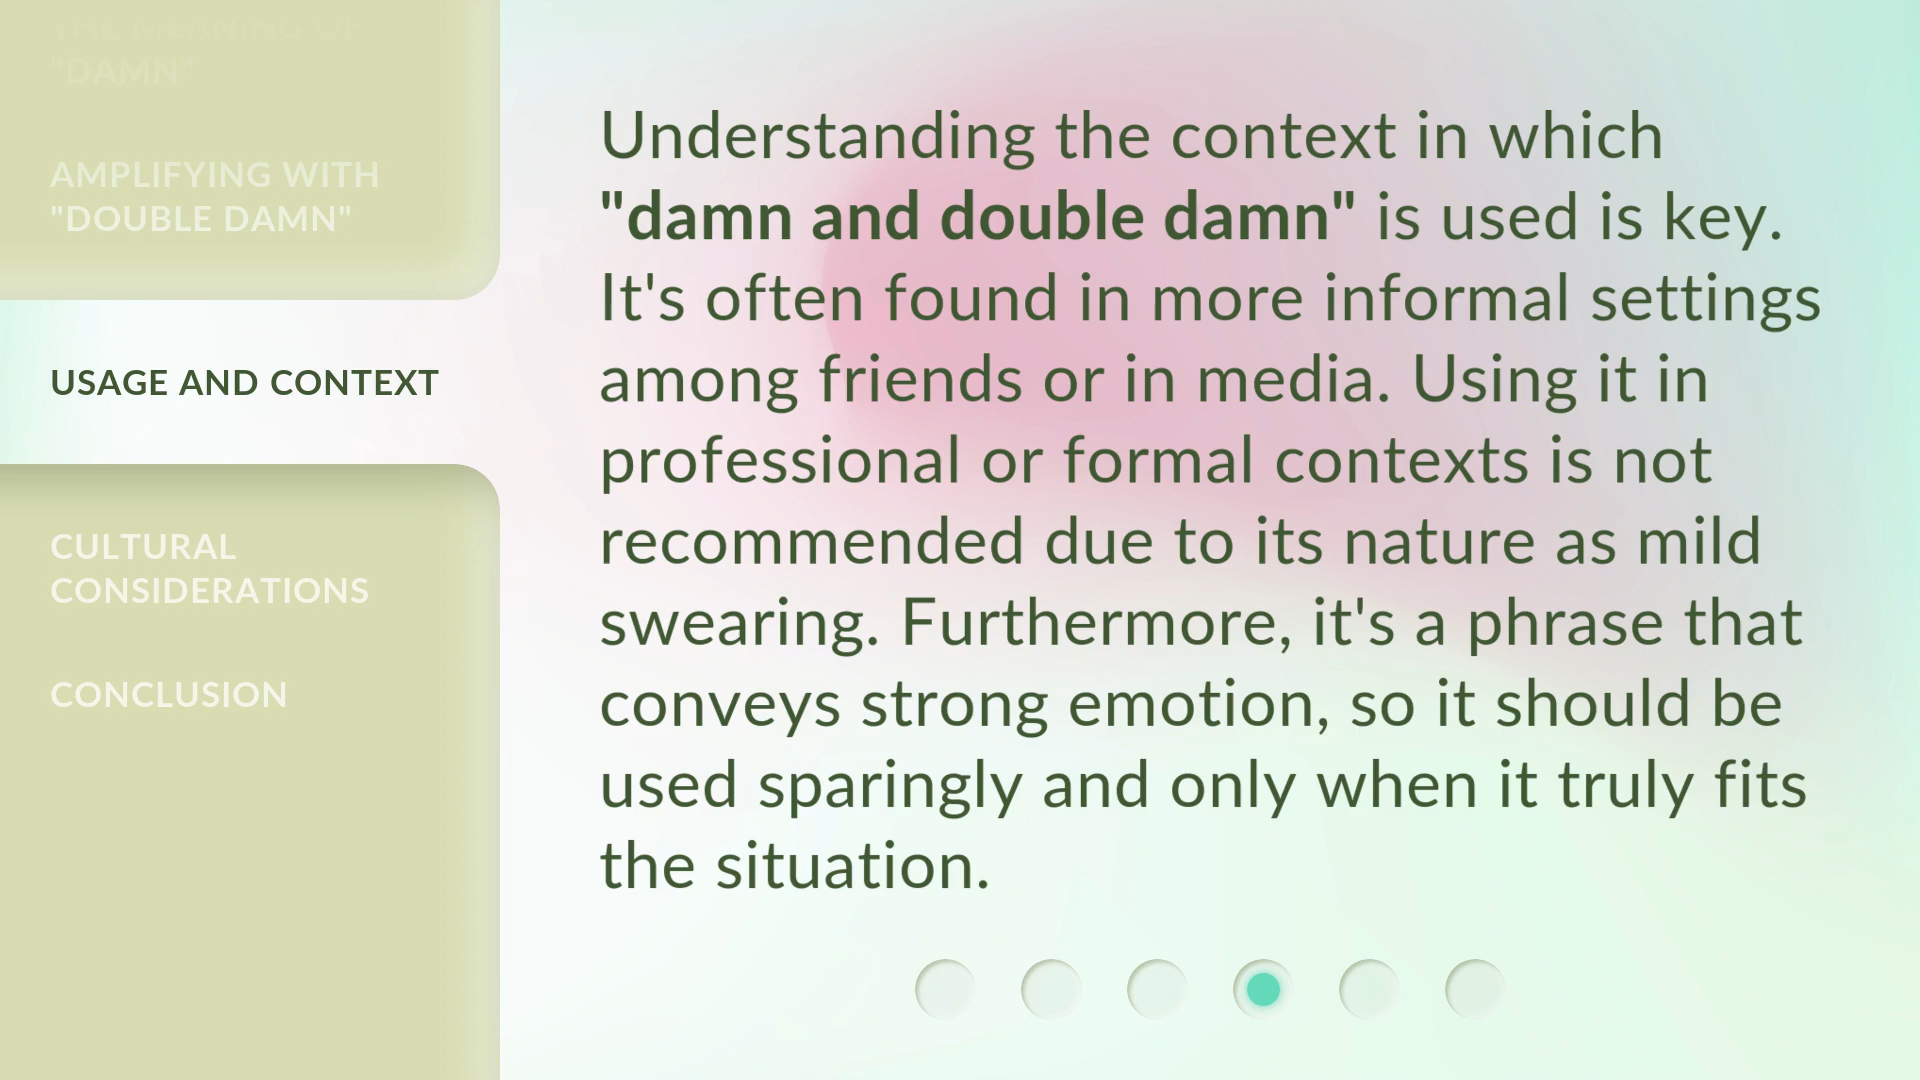 THE MEANING OF
"DAMN"
AMPLIFYING WITH
"DOUBLE DAMN"
USAGE AND CONTEXT
CULTURAL
CONSIDERATIONS
CONCLUSION
Understanding the context in which
"damn and double damn" is used is key.
It's often found in more informal settings
among friends or in media. Using it in
professional or formal contexts is not
recommended due to its nature as mild
swearing. Furthermore, it's a phrase that
conveys strong emotion, so it should be
used sparingly and only when it truly fits
the situation.